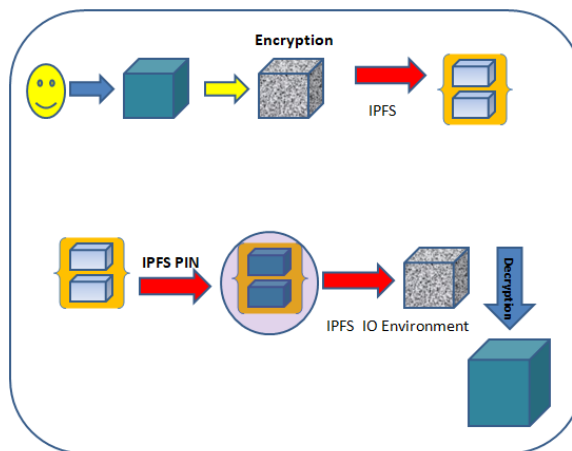 Encryption
IPFS
IPFS PIN
IPFS IO Environment
Decryption